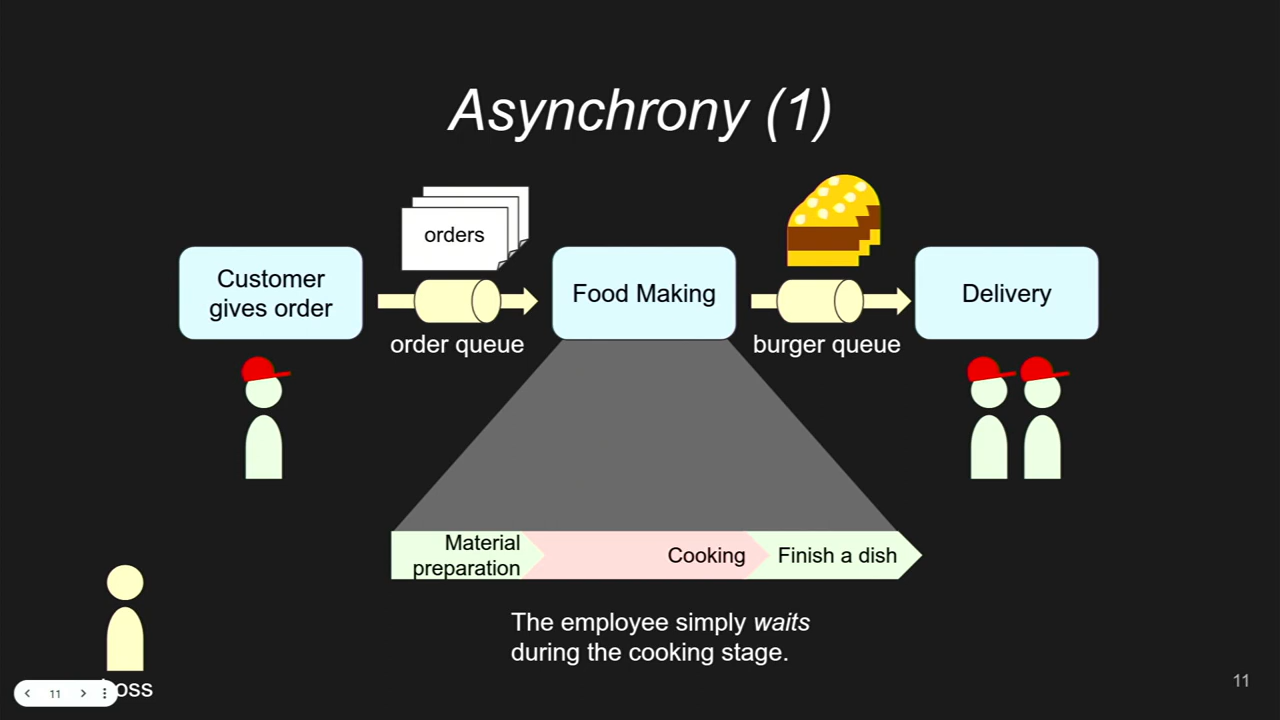 Asynchrony (1)
orders
Customer
gives order
Food Making
Delivery
order queue
burger queue
Material
preparation
Cooking
Finish a dish
The employee simply waits
during the cooking stage.
oss
11
11